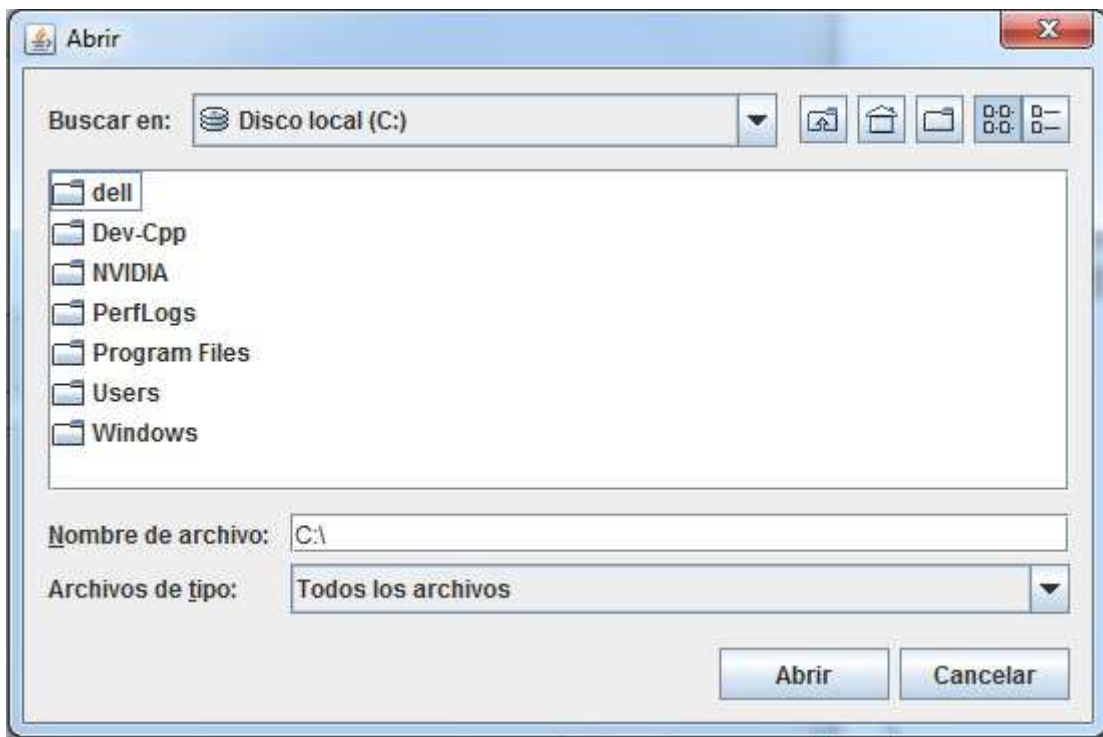 Abrir
Buscar en: Disco local (C:)
dell
Dev-Cpp
NVIDIA
PerfLogs
Program Files
Users
Windows
Nombre de archivo: C:\
Archivos de tipo: Todos los archivos
Abrir Cancelar